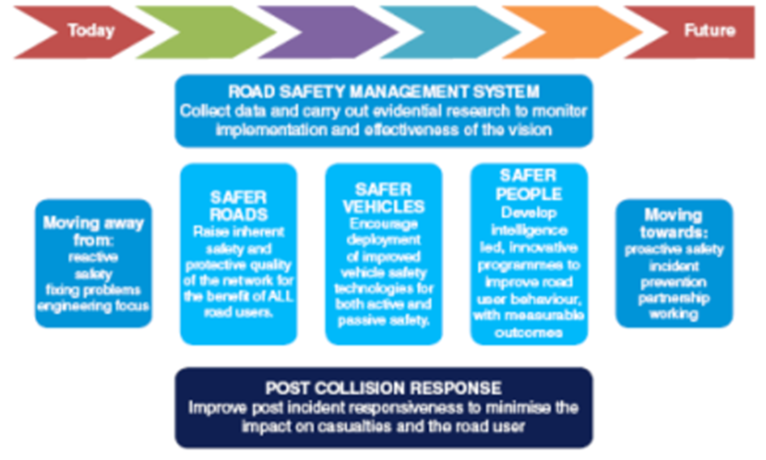 Today
Future
ROAD SAFETY MANAGEMENT SYSTEM
Collect data and carry out evidential research to monitor
implementation and effectiveness of the vision
Moving away
from:
reactive
safety
fixing problems
engineering focus
SAFER
ROADS
Raise inherent
safety and
protective quality
of the network for
the benefit of ALL
road users.
SAFER
VEHICLES
Encourage
deployment
of improved
vehicle safety
technologies for
both active and
passive safety.
SAFER
PEOPLE
Develop
intelligence
led, innovative
programmes to
improve road
user behaviour,
with measurable
outcomes
Moving
towards:
proactive safety
incident
prevention
partnership
working
POST COLLISION RESPONSE
Improve post incident responsiveness to minimise the
impact on casualties and the road user